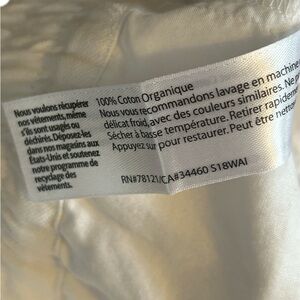 Nous voulons récupérer
nos vêtements, même
s'ils sont usagés ou
déchirés. Déposez-les
dans nos magasins aux
États-Unis et soutenez
notre programme de
recyclage des
vêtements.
100% Coton Organique
Nous vous recommandons lavage en machine
délicat froid, avec des couleurs similaires. Ne
Sécher à basse température. Retirer rapidement
Appuyez sur pour restaurer. Peut être nettoy
RN#78121/CA#34460 S18WAI